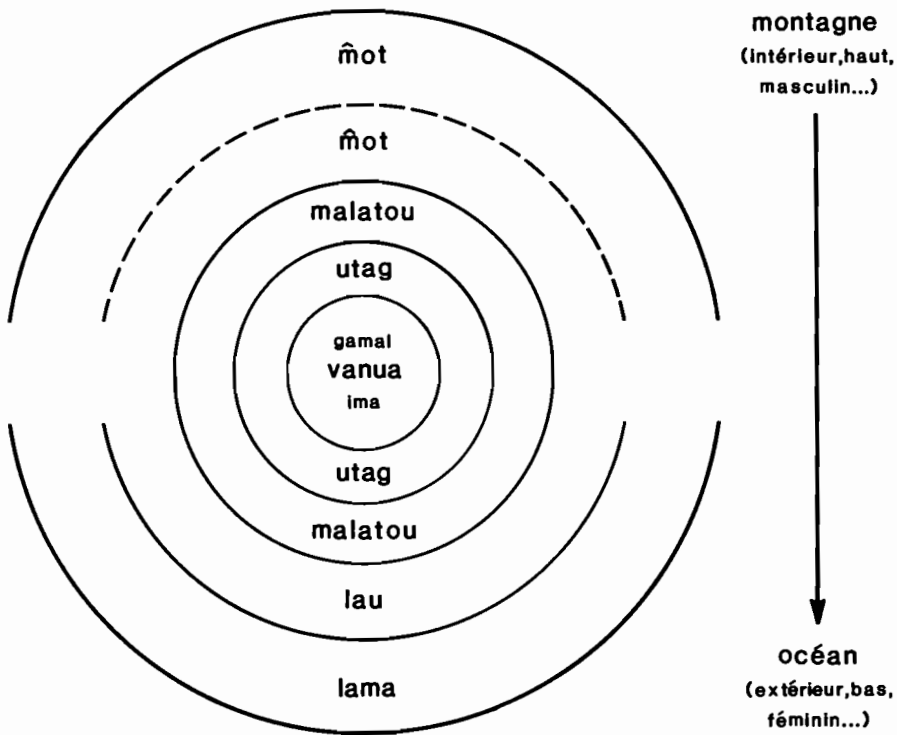 m̂ot
m̂ot
malatou
utag
gamal
vanua
ima
utag
malatou
lau
lama
montagne
(intérieur,haut,
masculin...)
océan
(extérieur,bas,
féminin...)